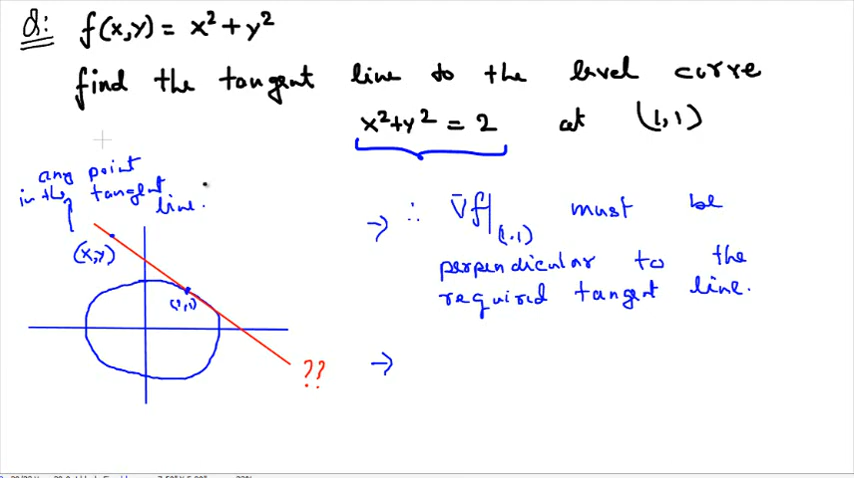 Q: f(x,y) = x² + y²
find the tangent line to the level curve
x²+y² = 2 at (1,1)
any point
in the tangent
line.
(x,y)
(1,1)
??
→ ∴ ∇̄f|(1,1) must be
perpendicular to the
required tangent line.
→